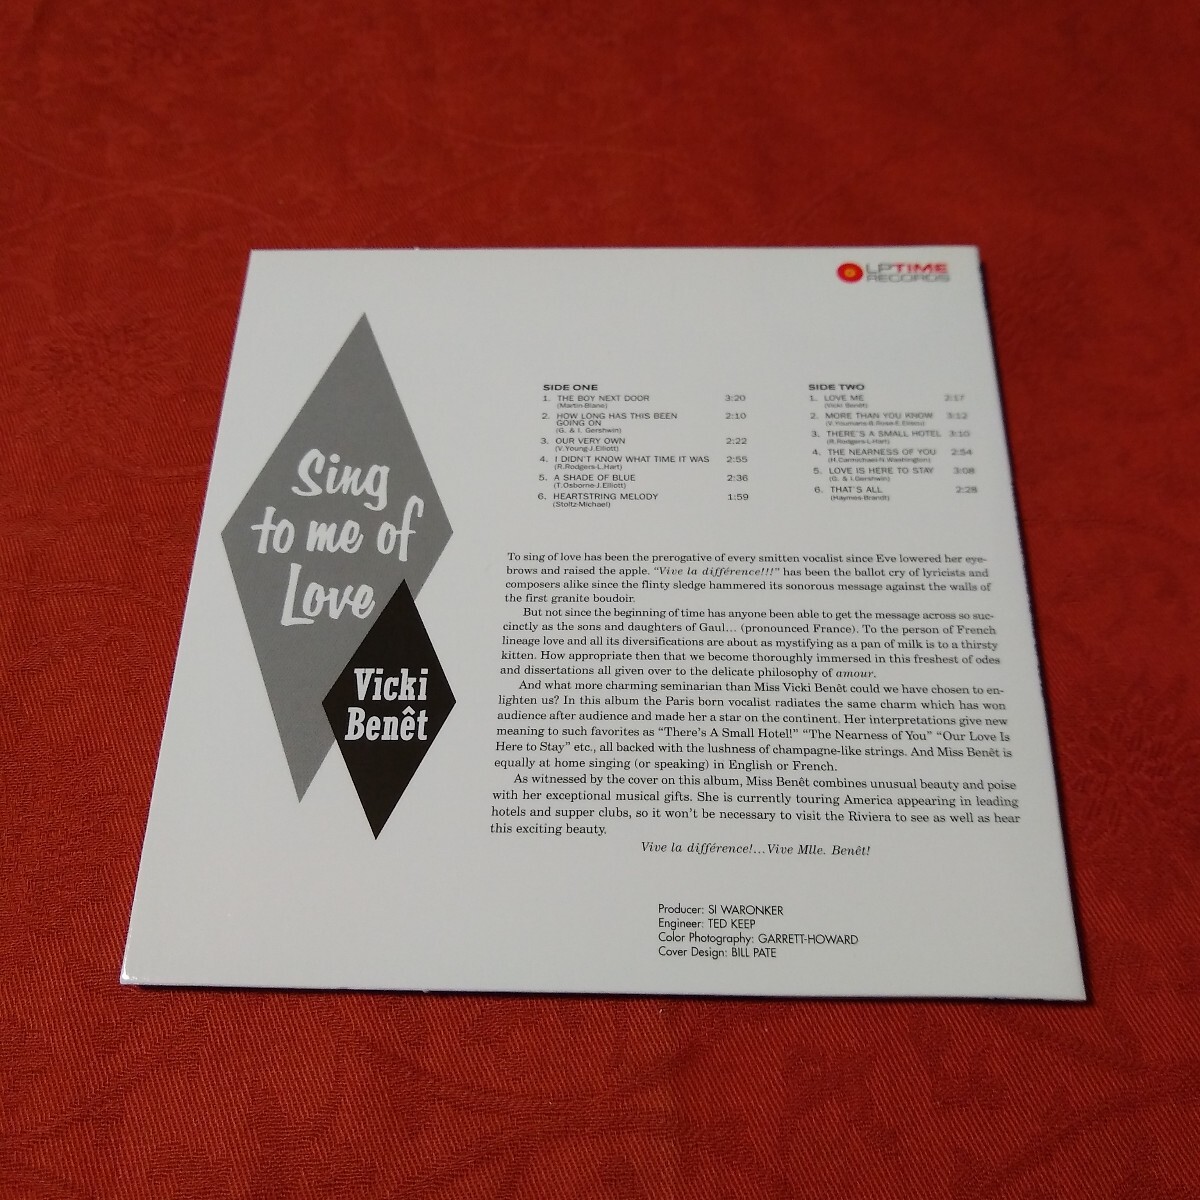 LPTIME
RECORDS
Sing
to me of
Love
Vicki
Benêt
SIDE ONE
1. THE BOY NEXT DOOR 3:20
(Martin-Blane)
2. HOW LONG HAS THIS BEEN 2:10
GOING ON
(G. & I. Gershwin)
3. OUR VERY OWN 2:22
(V.Young-J.Elliott)
4. I DIDN'T KNOW WHAT TIME IT WAS 2:55
(R.Rodgers-L.Hart)
5. A SHADE OF BLUE 2:36
(T.Osborne-J.Elliott)
6. HEARTSTRING MELODY 1:59
(Stoltz-Michael)
SIDE TWO
1. LOVE ME 2:17
(Vicki Benêt)
2. MORE THAN YOU KNOW 3:12
(V.Youmans-B.Rose-E.Eliscu)
3. THERE'S A SMALL HOTEL 3:10
(R.Rodgers-L.Hart)
4. THE NEARNESS OF YOU 2:54
(H.Carmichael-N.Washington)
5. LOVE IS HERE TO STAY 3:08
(G. & I.Gershwin)
6. THAT'S ALL 2:28
(Haymes-Brandt)
To sing of love has been the prerogative of every smitten vocalist since Eve lowered her eye-
brows and raised the apple. "Vive la différence!!!" has been the ballot cry of lyricists and
composers alike since the flinty sledge hammered its sonorous message against the walls of
the first granite boudoir.
But not since the beginning of time has anyone been able to get the message across so suc-
cinctly as the sons and daughters of Gaul... (pronounced France). To the person of French
lineage love and all its diversifications are about as mystifying as a pan of milk is to a thirsty
kitten. How appropriate then that we become thoroughly immersed in this freshest of odes
and dissertations all given over to the delicate philosophy of amour.
And what more charming seminarian than Miss Vicki Benêt could we have chosen to en-
lighten us? In this album the Paris born vocalist radiates the same charm which has won
audience after audience and made her a star on the continent. Her interpretations give new
meaning to such favorites as "There's A Small Hotel!" "The Nearness of You" "Our Love Is
Here to Stay" etc., all backed with the lushness of champagne-like strings. And Miss Benêt is
equally at home singing (or speaking) in English or French.
As witnessed by the cover on this album, Miss Benêt combines unusual beauty and poise
with her exceptional musical gifts. She is currently touring America appearing in leading
hotels and supper clubs, so it won't be necessary to visit the Riviera to see as well as hear
this exciting beauty.
Vive la différence!...Vive Mlle. Benêt!
Producer: SI WARONKER
Engineer: TED KEEP
Color Photography: GARRETT-HOWARD
Cover Design: BILL PATE